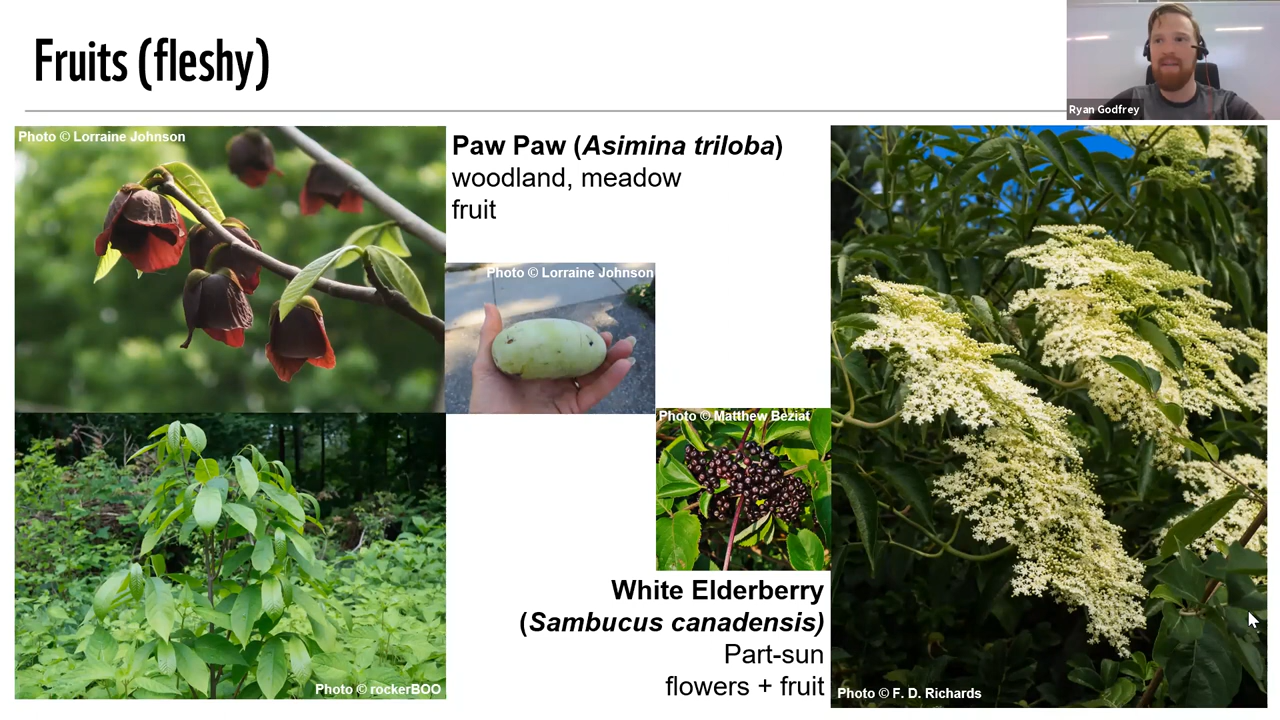 Fruits (fleshy)
Ryan Godfrey
Photo © Lorraine Johnson
Paw Paw (Asimina triloba)
woodland, meadow
fruit
Photo © Lorraine Johnson
Photo © Matthew Beziat
White Elderberry
(Sambucus canadensis)
Part-sun
flowers + fruit
Photo © rockerBOO
Photo © F. D. Richards